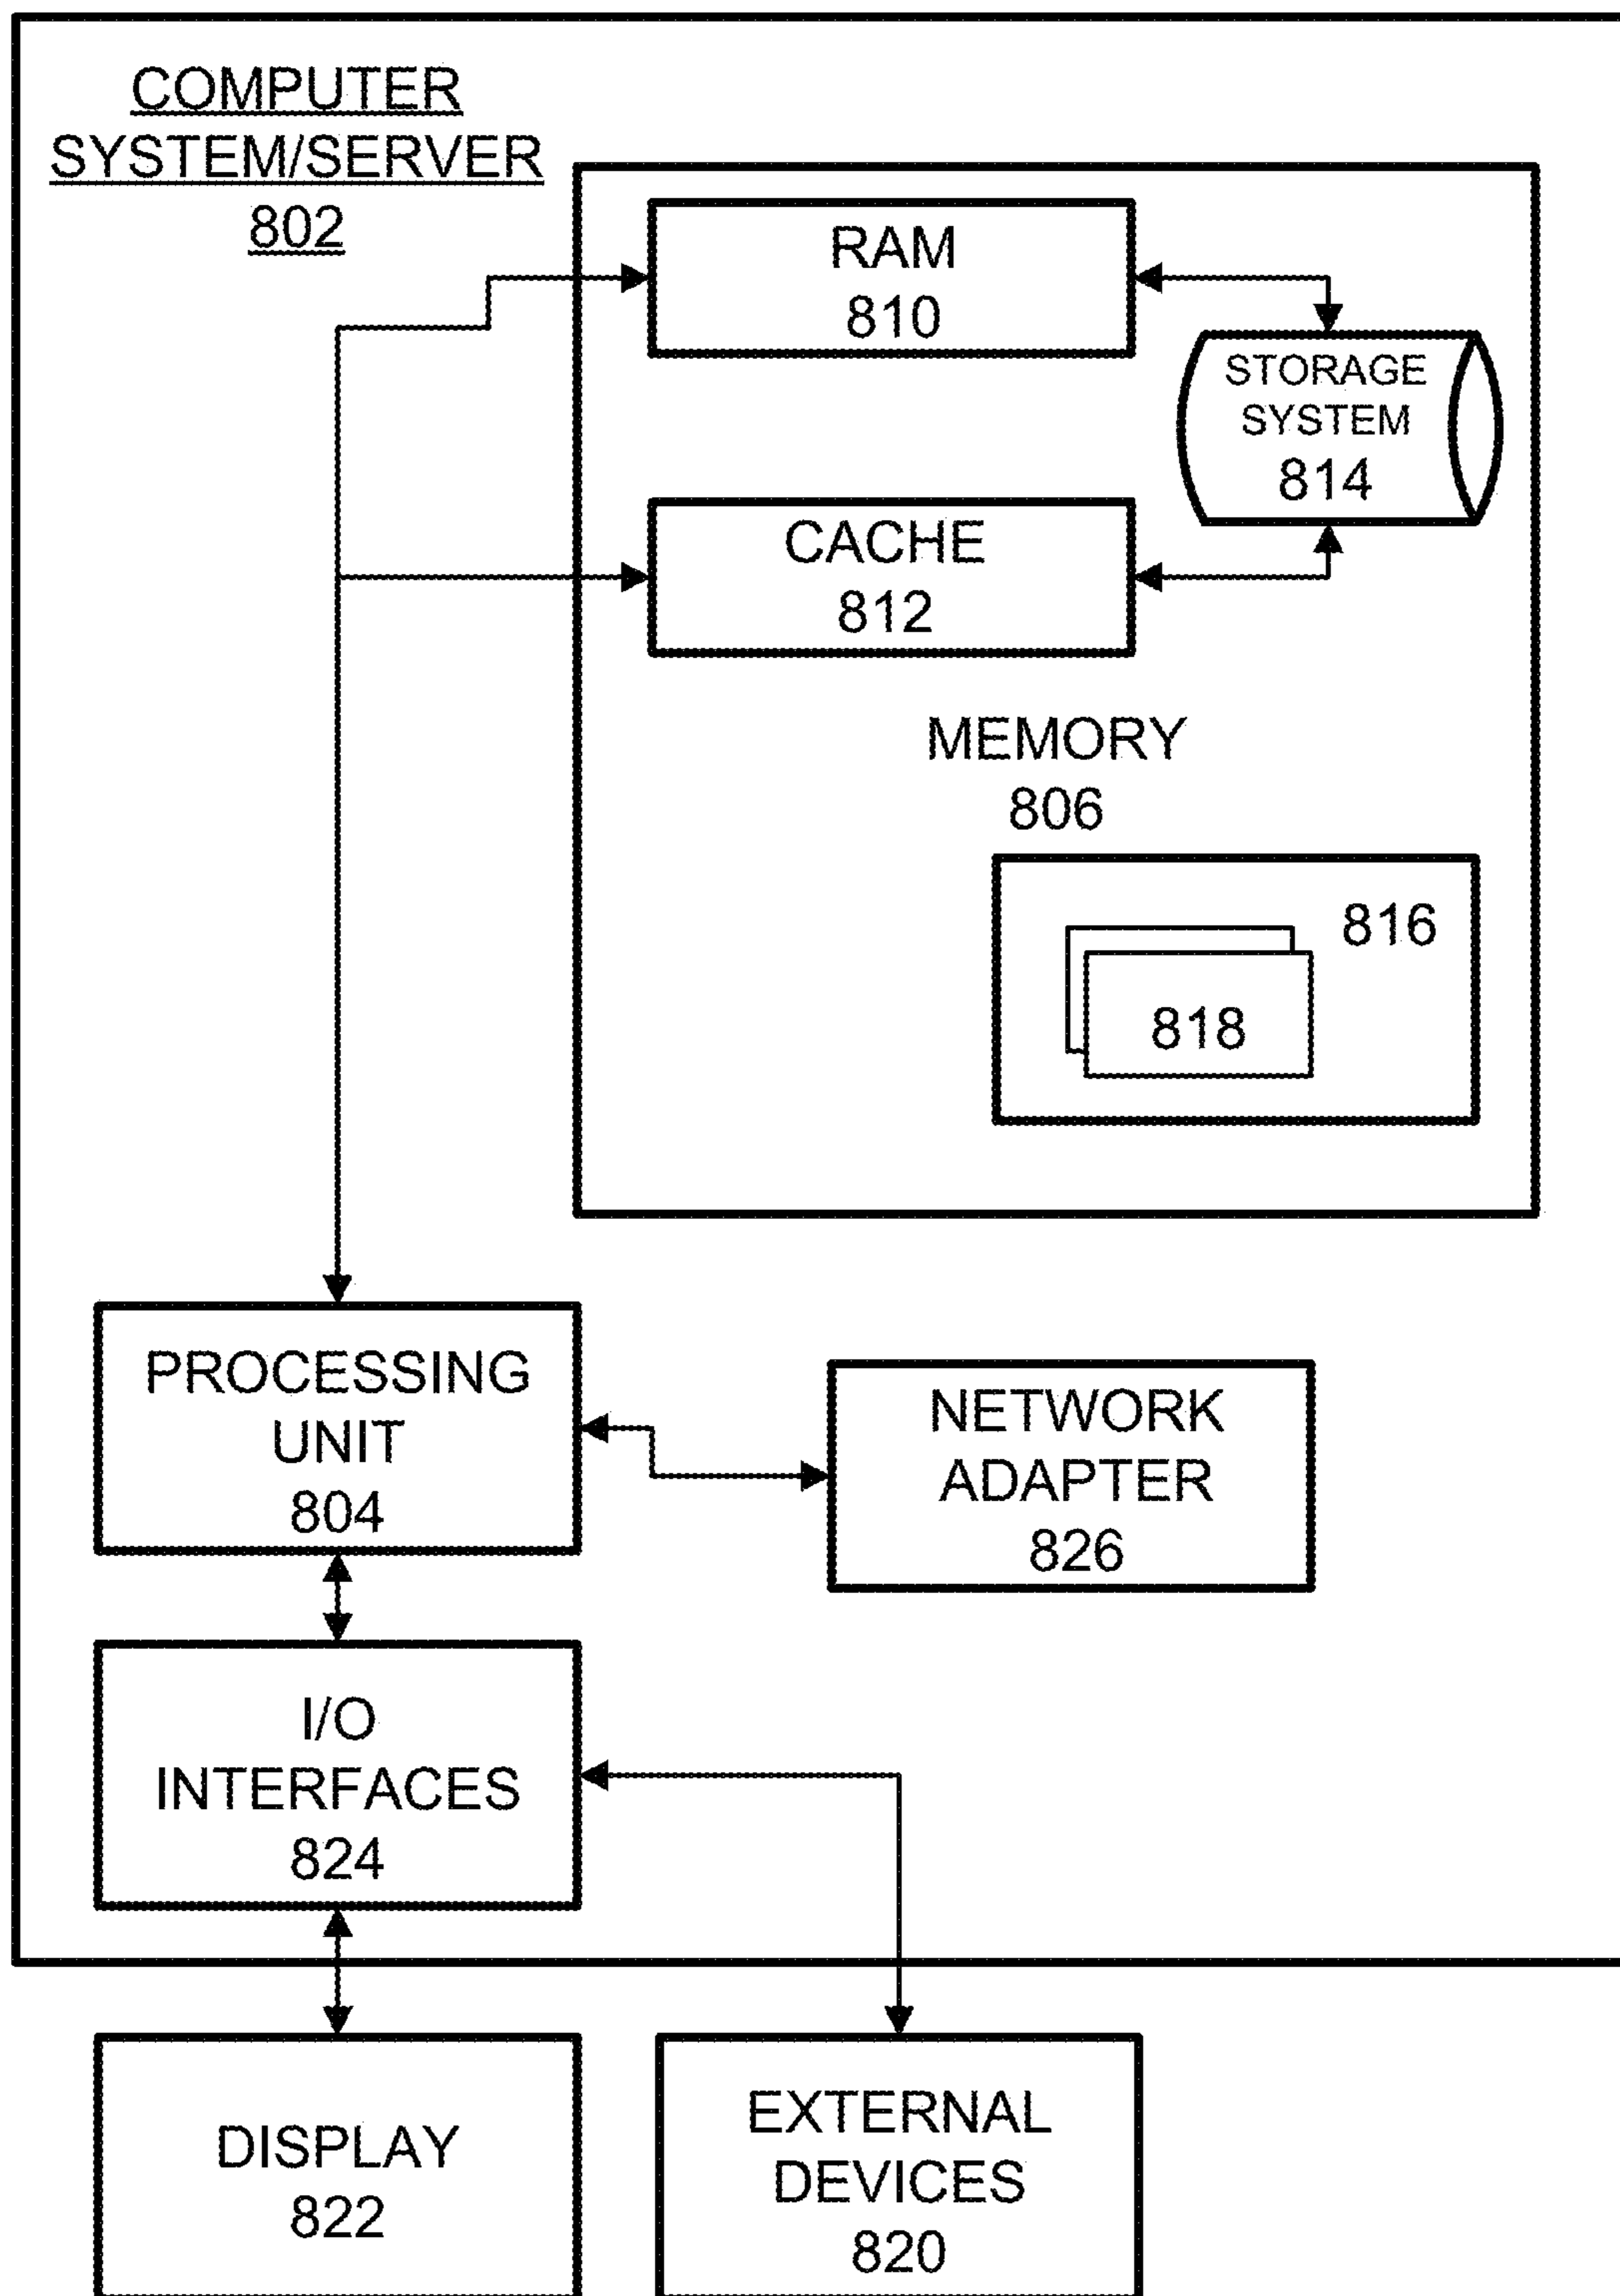 COMPUTER
SYSTEM/SERVER
802
RAM
810
STORAGE
SYSTEM
814
CACHE
812
MEMORY
806
816
818
PROCESSING
UNIT
804
NETWORK
ADAPTER
826
I/O
INTERFACES
824
DISPLAY
822
EXTERNAL
DEVICES
820